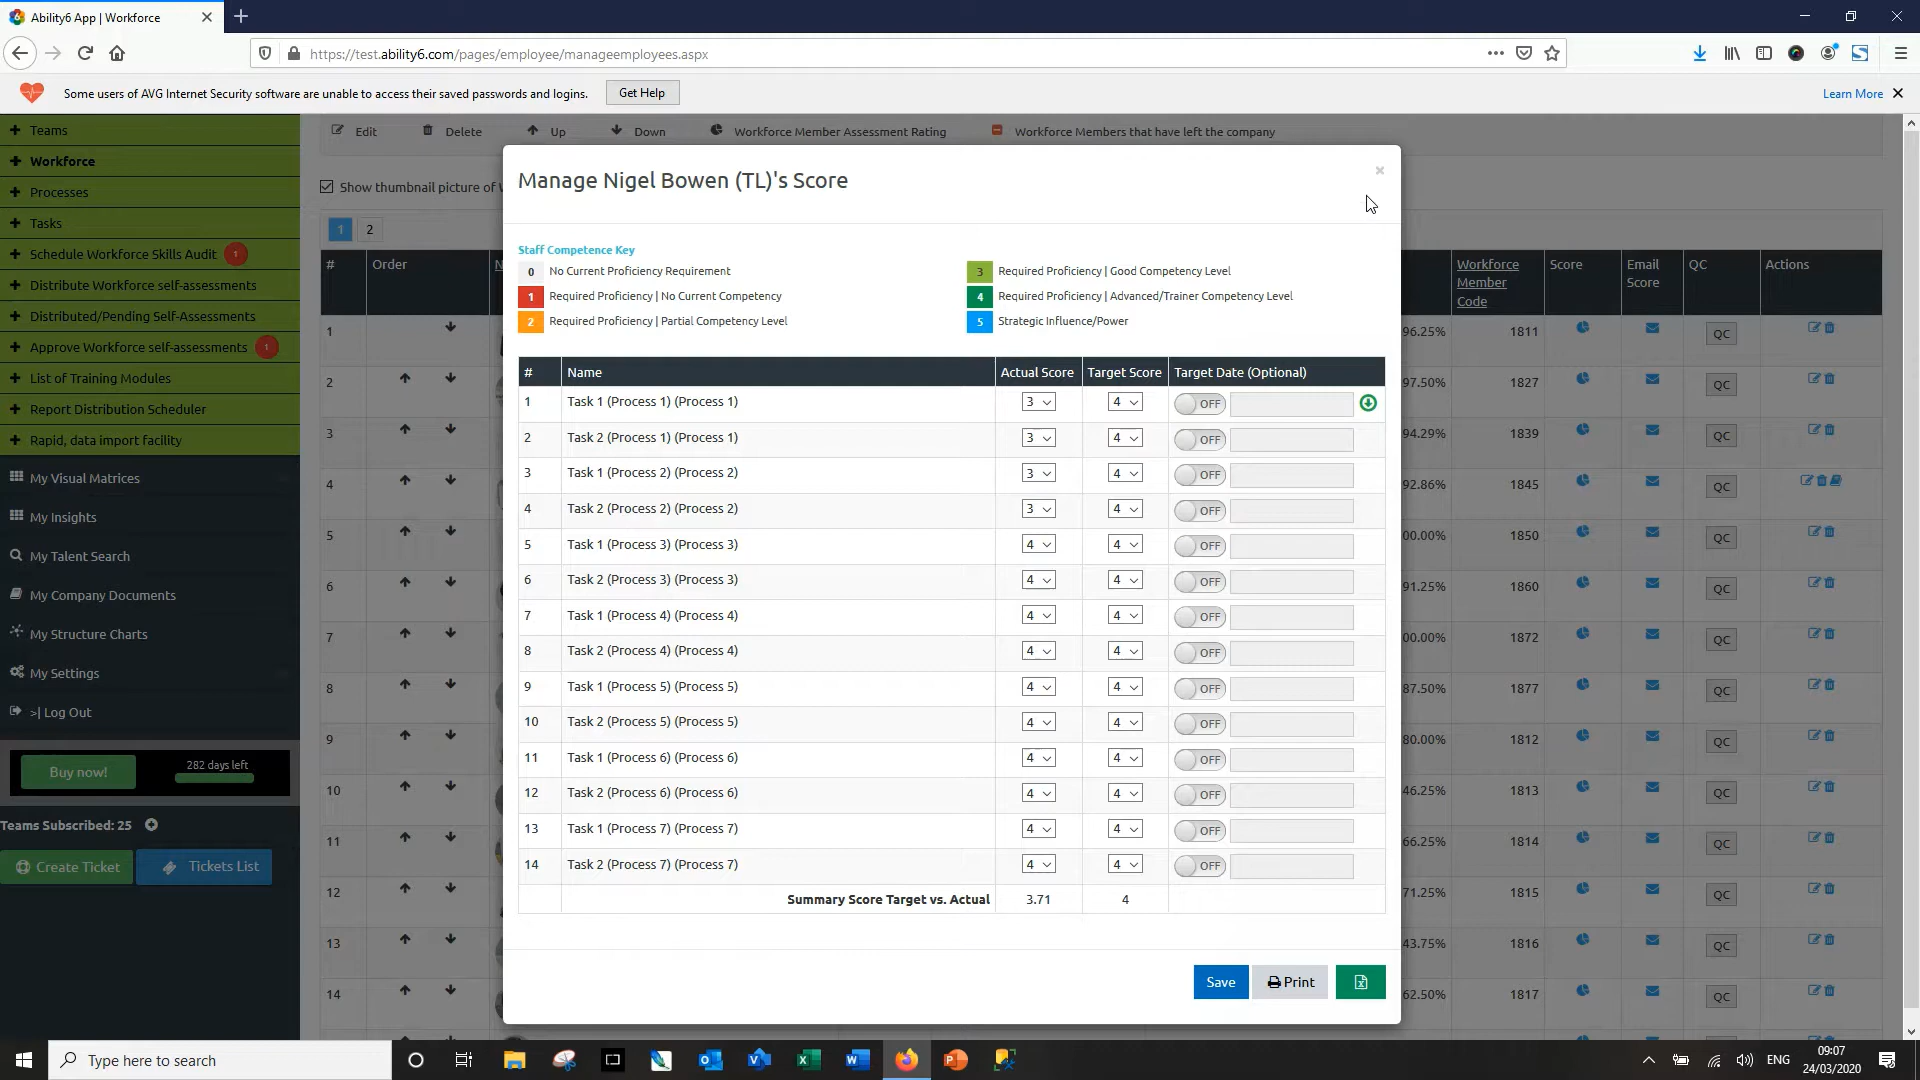 Ability6 App | Workforce
https://test.ability6.com/pages/employee/manageemployees.aspx
Some users of AVG Internet Security software are unable to access their saved passwords and logins.
Get Help
Learn More
Teams
Workforce
Processes
Tasks
Schedule Workforce Skills Audit 1
Distribute Workforce self-assessments
Distributed/Pending Self-Assessments
Approve Workforce self-assessments 1
List of Training Modules
Report Distribution Scheduler
Rapid, data import facility
My Visual Matrices
My Insights
My Talent Search
My Company Documents
My Structure Charts
My Settings
>| Log Out
Buy now!
282 days left
Teams Subscribed: 25
Create Ticket
Tickets List
Edit Delete Up Down Workforce Member Assessment Rating Workforce Members that have left the company
Show thumbnail picture of
1 2
# Order
1
2
3
4
5
6
7
8
9
10
11
12
13
14
Manage Nigel Bowen (TL)'s Score
Staff Competence Key
0 No Current Proficiency Requirement
1 Required Proficiency | No Current Competency
2 Required Proficiency | Partial Competency Level
3 Required Proficiency | Good Competency Level
4 Required Proficiency | Advanced/Trainer Competency Level
5 Strategic Influence/Power
# Name Actual Score Target Score Target Date (Optional)
1 Task 1 (Process 1) (Process 1) 3 4 OFF
2 Task 2 (Process 1) (Process 1) 3 4 OFF
3 Task 1 (Process 2) (Process 2) 3 4 OFF
4 Task 2 (Process 2) (Process 2) 3 4 OFF
5 Task 1 (Process 3) (Process 3) 4 4 OFF
6 Task 2 (Process 3) (Process 3) 4 4 OFF
7 Task 1 (Process 4) (Process 4) 4 4 OFF
8 Task 2 (Process 4) (Process 4) 4 4 OFF
9 Task 1 (Process 5) (Process 5) 4 4 OFF
10 Task 2 (Process 5) (Process 5) 4 4 OFF
11 Task 1 (Process 6) (Process 6) 4 4 OFF
12 Task 2 (Process 6) (Process 6) 4 4 OFF
13 Task 1 (Process 7) (Process 7) 4 4 OFF
14 Task 2 (Process 7) (Process 7) 4 4 OFF
Summary Score Target vs. Actual 3.71 4
Save
Print
Workforce Member Code Score Email Score QC Actions
96.25% 1811 QC
97.50% 1827 QC
94.29% 1839 QC
92.86% 1845 QC
00.00% 1850 QC
91.25% 1860 QC
00.00% 1872 QC
87.50% 1877 QC
80.00% 1812 QC
46.25% 1813 QC
66.25% 1814 QC
71.25% 1815 QC
43.75% 1816 QC
62.50% 1817 QC
Type here to search
ENG
09:07
24/03/2020